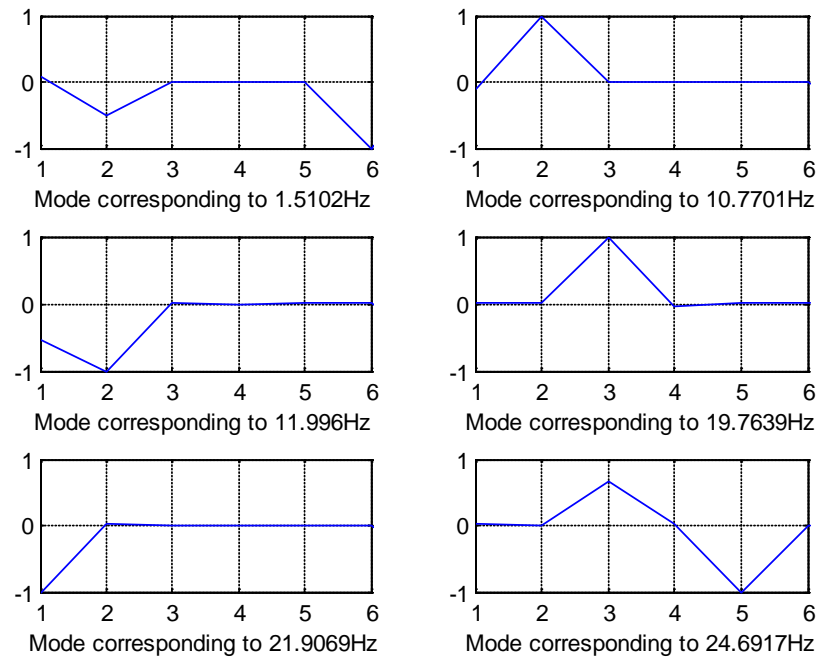 1
0
-1
1 2 3 4 5 6
Mode corresponding to 1.5102Hz
1
0
-1
1 2 3 4 5 6
Mode corresponding to 10.7701Hz
1
0
-1
1 2 3 4 5 6
Mode corresponding to 11.996Hz
1
0
-1
1 2 3 4 5 6
Mode corresponding to 19.7639Hz
1
0
-1
1 2 3 4 5 6
Mode corresponding to 21.9069Hz
1
0
-1
1 2 3 4 5 6
Mode corresponding to 24.6917Hz